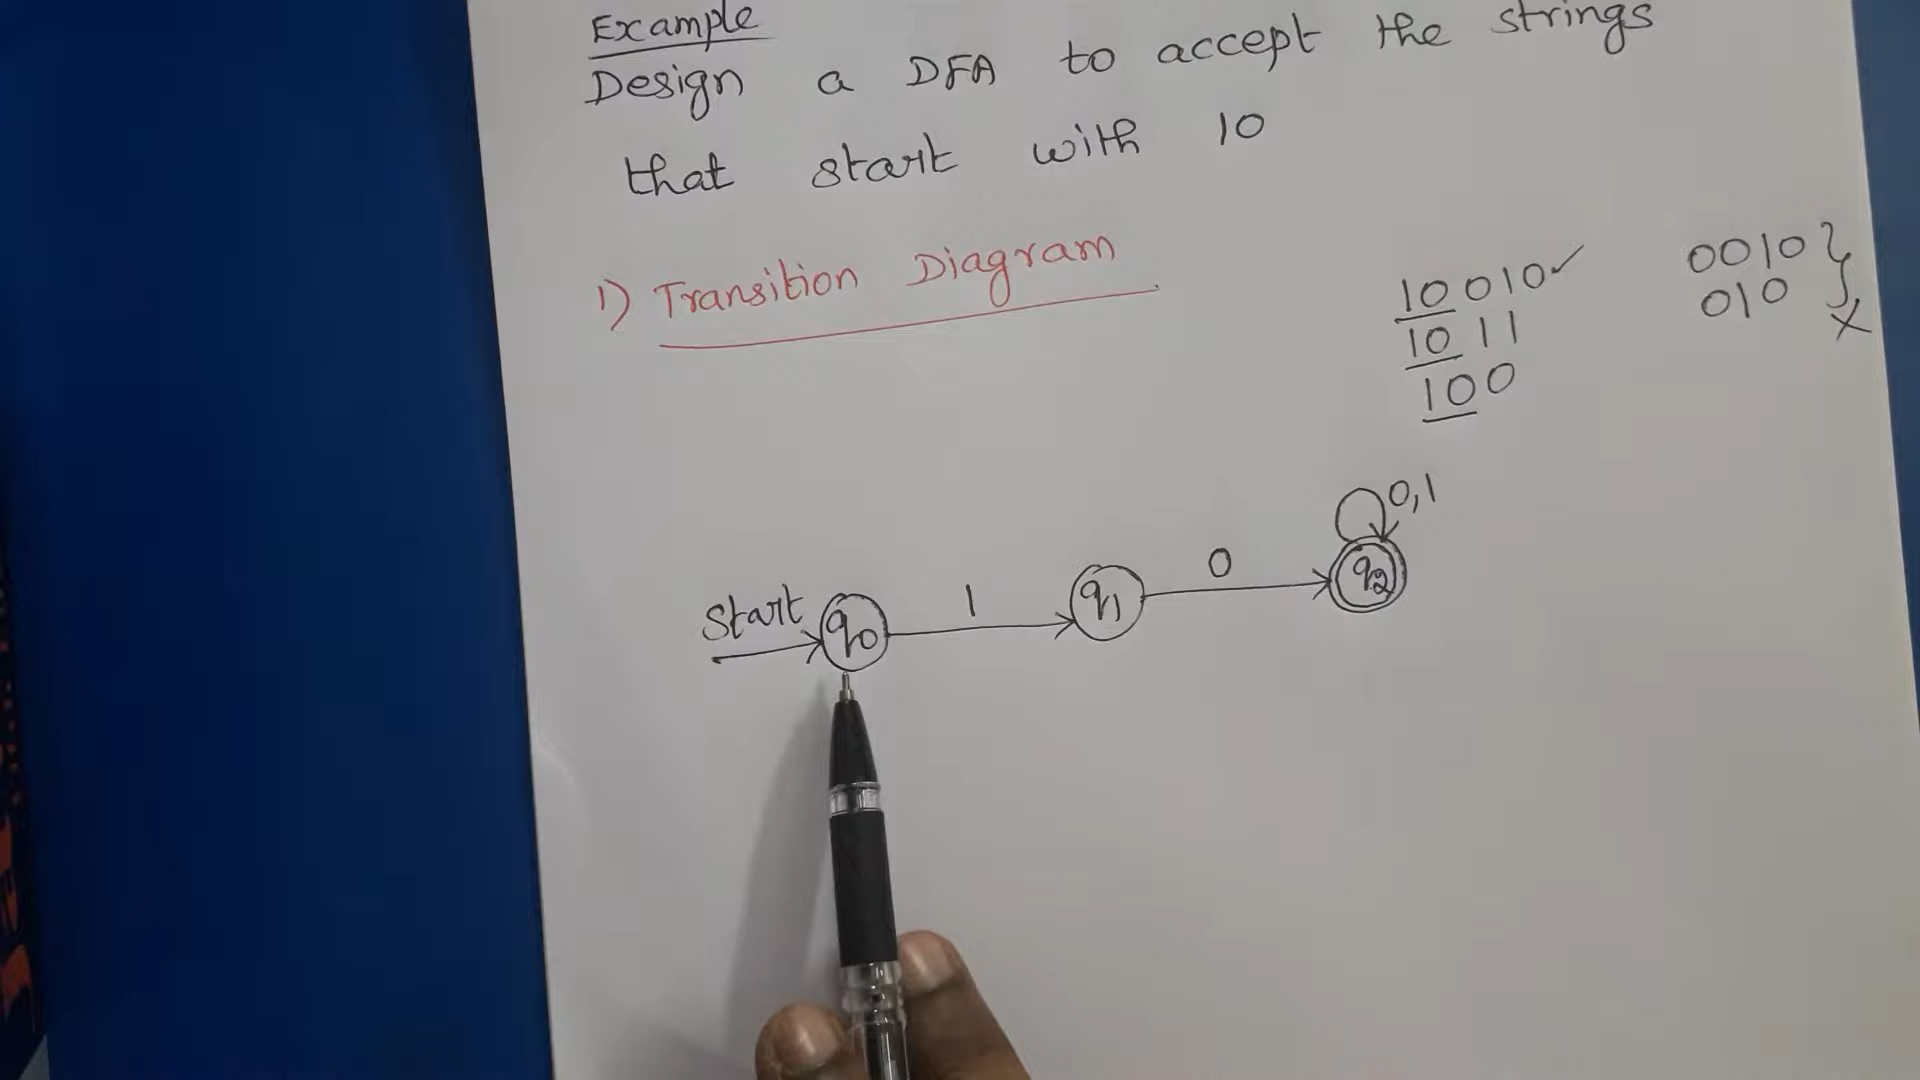 Example
Design a DFA to accept the strings
that start with 10
1) Transition Diagram
10010✓
1011
100
0010 }
010 } X
0,1
Start q0 1 q1 0 q2